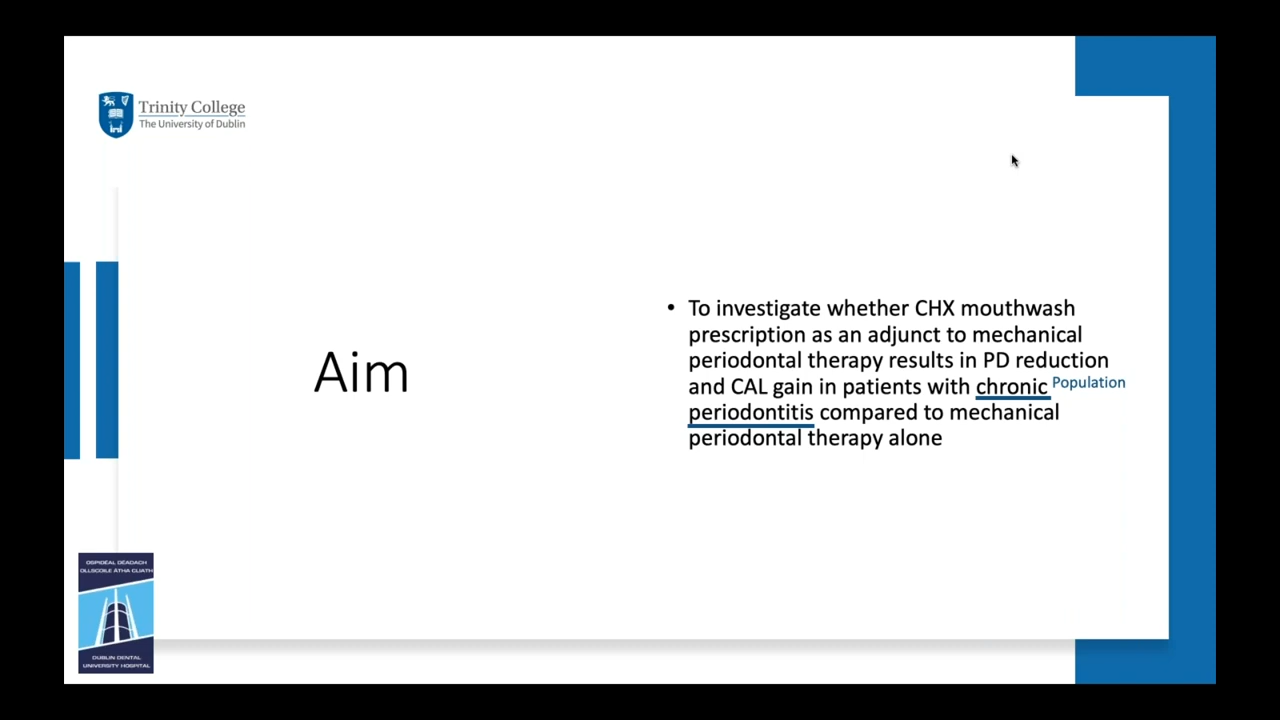 Trinity College
The University of Dublin
Aim
• To investigate whether CHX mouthwash
prescription as an adjunct to mechanical
periodontal therapy results in PD reduction
and CAL gain in patients with chronic Population
periodontitis compared to mechanical
periodontal therapy alone
OSPIDÉAL DÉADACH
OLLSCOILE ÁTHA CLIATH
DUBLIN DENTAL
UNIVERSITY HOSPITAL